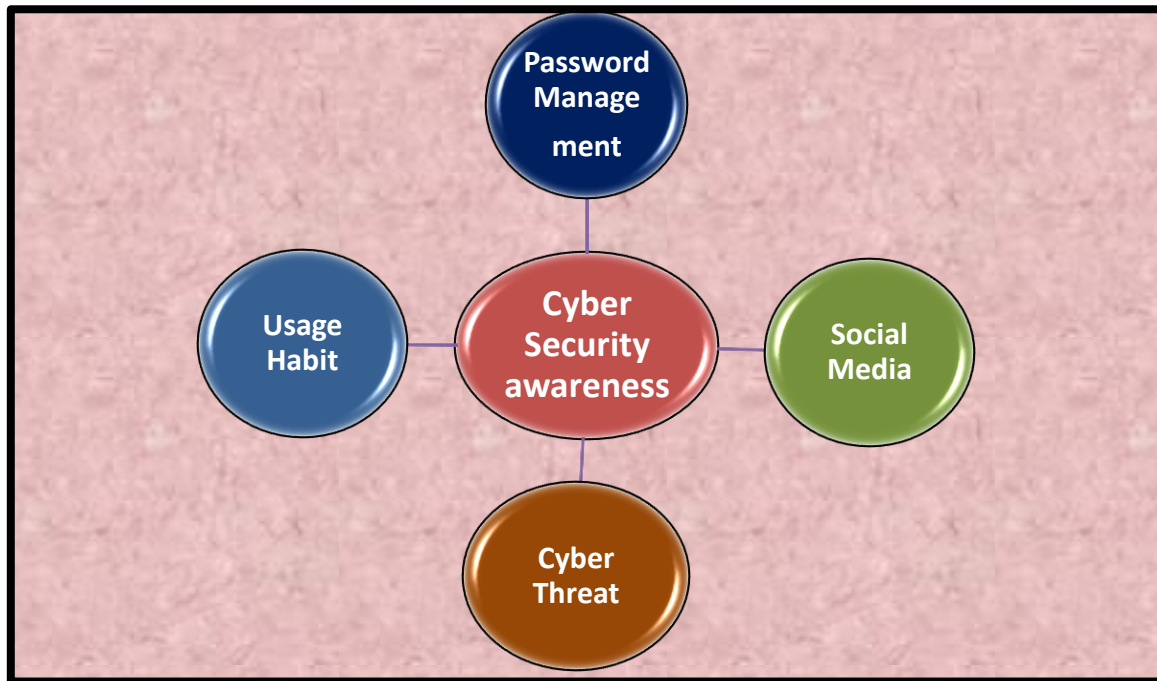 Password
Manage
ment
Usage
Habit
Cyber
Security
awareness
Social
Media
Cyber
Threat